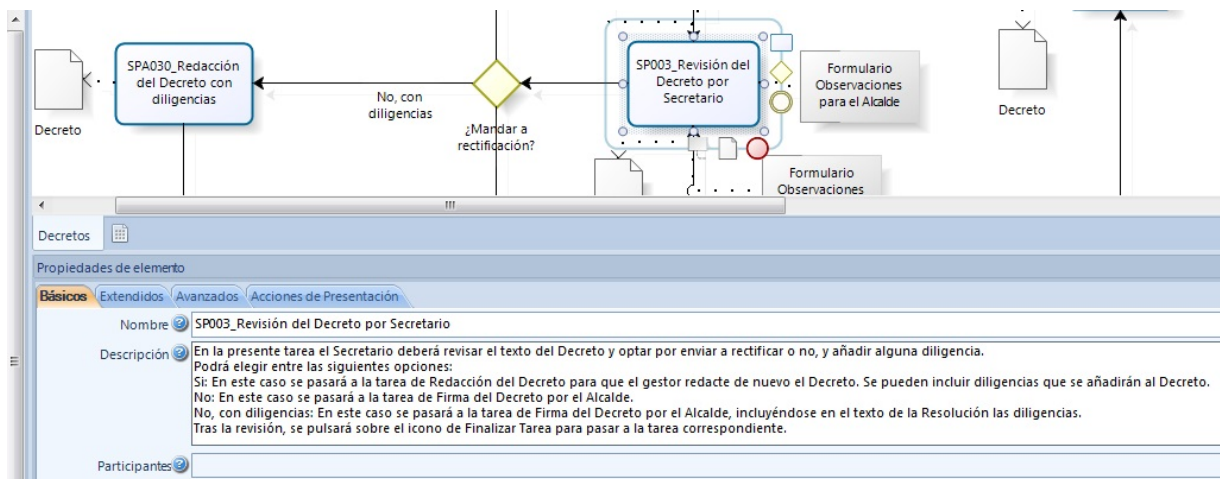 SPA030_Redacción
del Decreto con
diligencias
Decreto
No, con
diligencias
¿Mandar a
rectificación?
SP003_Revisión del
Decreto por
Secretario
Formulario
Observaciones
para el Alcalde
Decreto
Formulario
Observaciones
Decretos
Propiedades de elemento
Básicos Extendidos Avanzados Acciones de Presentación
Nombre SP003_Revisión del Decreto por Secretario
Descripción En la presente tarea el Secretario deberá revisar el texto del Decreto y optar por enviar a rectificar o no, y añadir alguna diligencia.
Podrá elegir entre las siguientes opciones:
Si: En este caso se pasará a la tarea de Redacción del Decreto para que el gestor redacte de nuevo el Decreto. Se pueden incluir diligencias que se añadirán al Decreto.
No: En este caso se pasará a la tarea de Firma del Decreto por el Alcalde.
No, con diligencias: En este caso se pasará a la tarea de Firma del Decreto por el Alcalde, incluyéndose en el texto de la Resolución las diligencias.
Tras la revisión, se pulsará sobre el icono de Finalizar Tarea para pasar a la tarea correspondiente.
Participantes